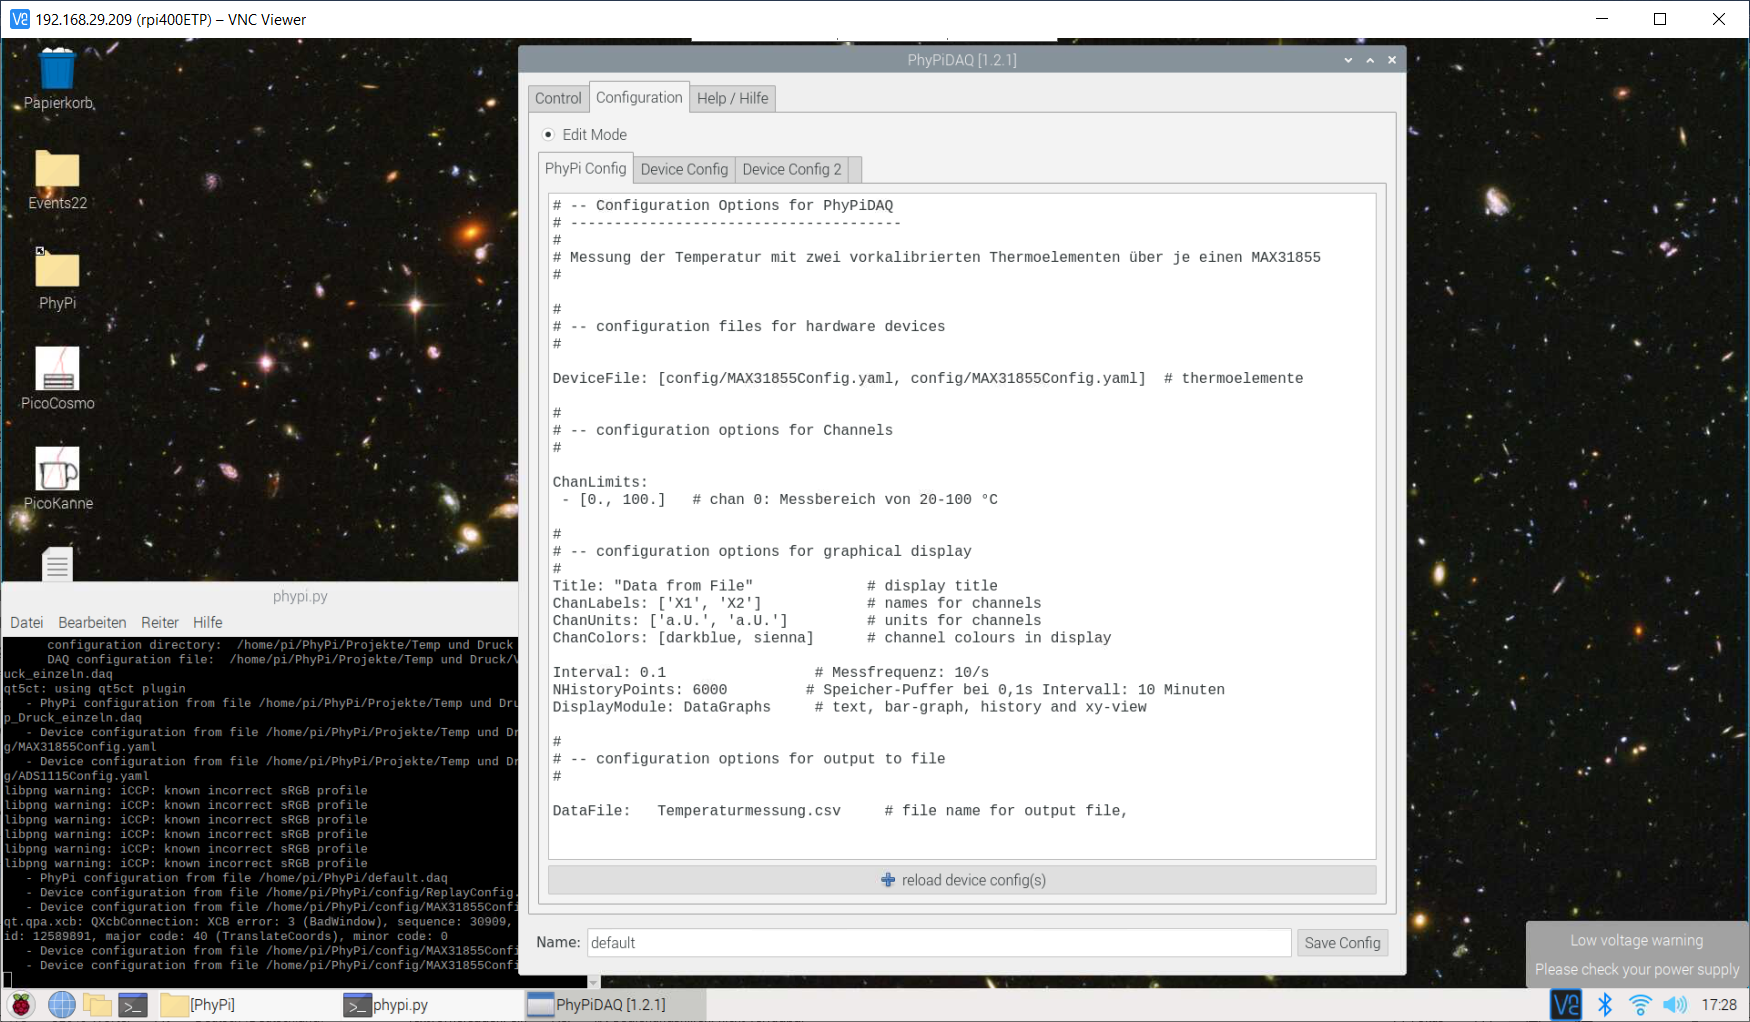 192.168.29.209 (rpi400ETP) – VNC Viewer
Papierkorb
Events22
PhyPi
PicoCosmo
PicoKanne
PhyPiDAQ [1.2.1]
Control Configuration Help / Hilfe
Edit Mode
PhyPi Config Device Config Device Config 2
# -- Configuration Options for PhyPiDAQ
# --------------------------------------
#
# Messung der Temperatur mit zwei vorkalibrierten Thermoelementen über je einen MAX31855
#
#
# -- configuration files for hardware devices
#
DeviceFile: [config/MAX31855Config.yaml, config/MAX31855Config.yaml]  # thermoelemente
#
# -- configuration options for Channels
#
ChanLimits:
 - [0., 100.]   # chan 0: Messbereich von 20-100 °C
#
# -- configuration options for graphical display
#
Title: "Data from File"             # display title
ChanLabels: ['X1', 'X2']            # names for channels
ChanUnits: ['a.U.', 'a.U.']         # units for channels
ChanColors: [darkblue, sienna]      # channel colours in display
Interval: 0.1                 # Messfrequenz: 10/s
NHistoryPoints: 6000         # Speicher-Puffer bei 0,1s Intervall: 10 Minuten
DisplayModule: DataGraphs     # text, bar-graph, history and xy-view
#
# -- configuration options for output to file
#
DataFile:   Temperaturmessung.csv     # file name for output file,
reload device config(s)
Name: default Save Config
phypi.py
Datei Bearbeiten Reiter Hilfe
configuration directory:  /home/pi/PhyPi/Projekte/Temp und Druck
DAQ configuration file:  /home/pi/PhyPi/Projekte/Temp und Druck/
uck_einzeln.daq
qt5ct: using qt5ct plugin
- PhyPi configuration from file /home/pi/PhyPi/Projekte/Temp und Dru
p_Druck_einzeln.daq
- Device configuration from file /home/pi/PhyPi/Projekte/Temp und Dr
g/MAX31855Config.yaml
- Device configuration from file /home/pi/PhyPi/Projekte/Temp und Dr
g/ADS1115Config.yaml
libpng warning: iCCP: known incorrect sRGB profile
libpng warning: iCCP: known incorrect sRGB profile
libpng warning: iCCP: known incorrect sRGB profile
libpng warning: iCCP: known incorrect sRGB profile
libpng warning: iCCP: known incorrect sRGB profile
libpng warning: iCCP: known incorrect sRGB profile
- PhyPi configuration from file /home/pi/PhyPi/default.daq
- Device configuration from file /home/pi/PhyPi/config/ReplayConfig.
- Device configuration from file /home/pi/PhyPi/config/MAX31855Confi
qt.qpa.xcb: QXcbConnection: XCB error: 3 (BadWindow), sequence: 30909,
id: 12589891, major code: 40 (TranslateCoords), minor code: 0
- Device configuration from file /home/pi/PhyPi/config/MAX31855Confi
- Device configuration from file /home/pi/PhyPi/config/MAX31855Confi
Low voltage warning
Please check your power supply
[PhyPi] phypi.py PhyPiDAQ [1.2.1] 17:28